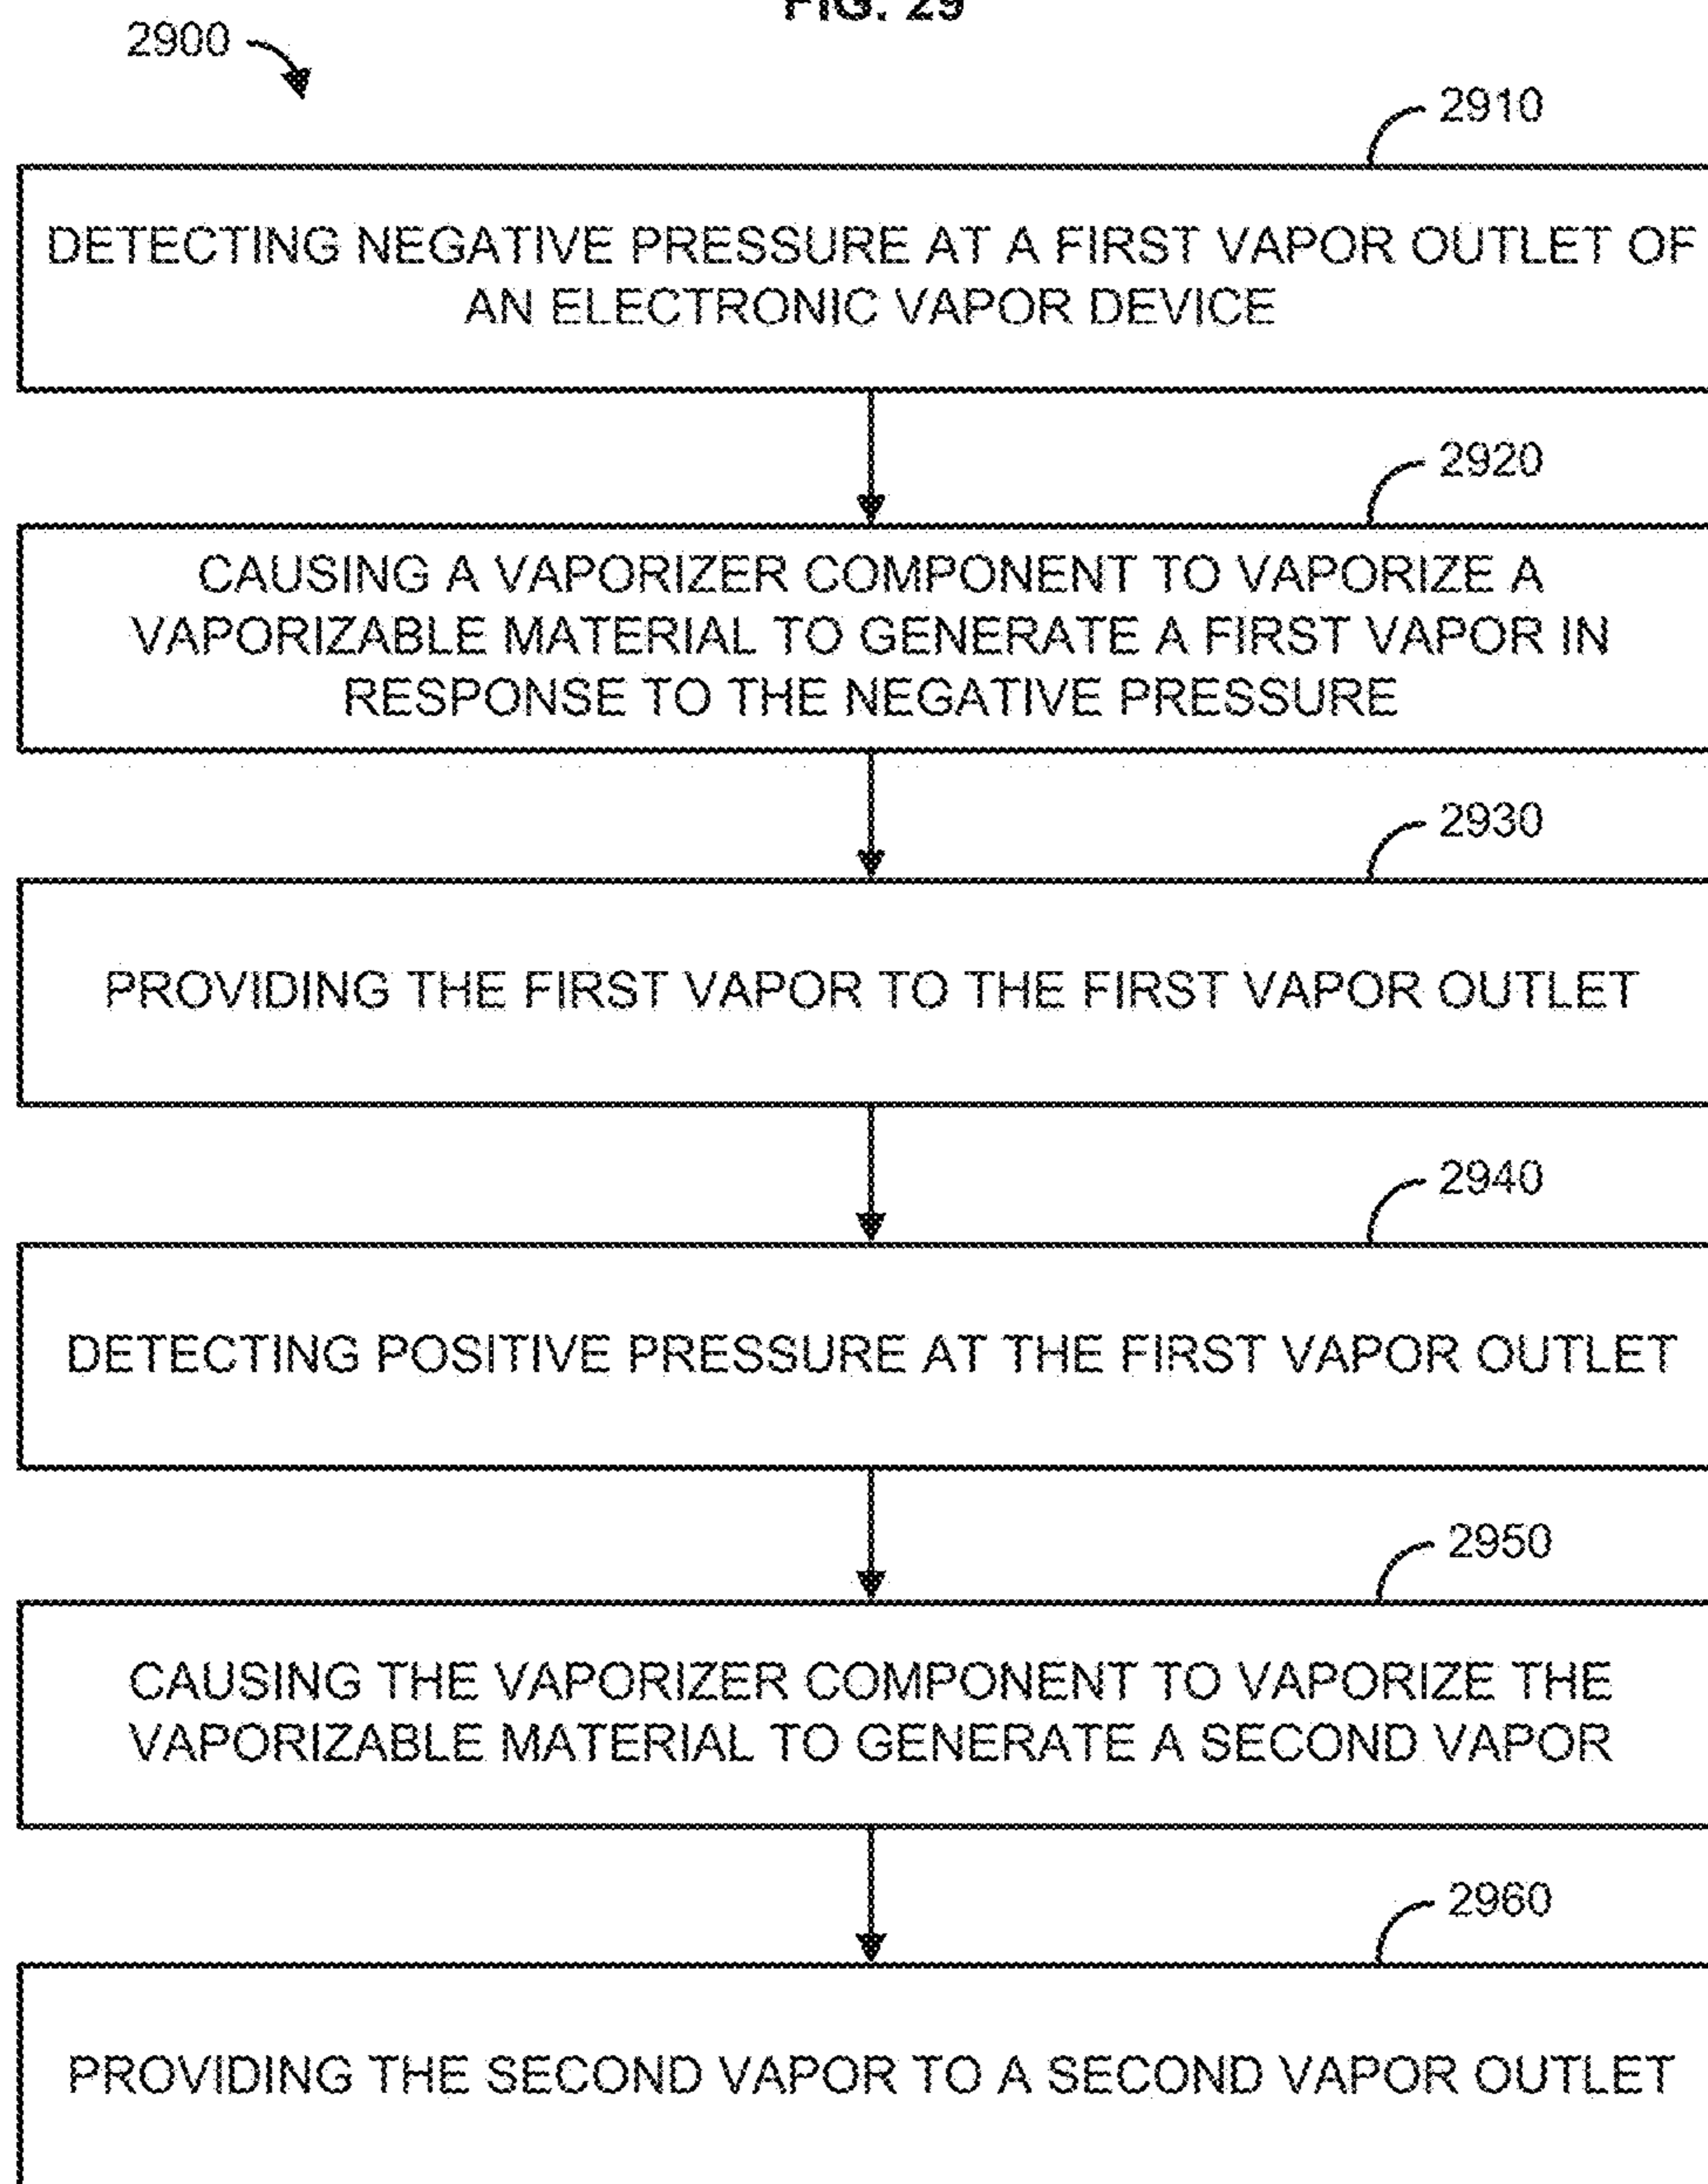 FIG. 29
2900
2910
DETECTING NEGATIVE PRESSURE AT A FIRST VAPOR OUTLET OF
AN ELECTRONIC VAPOR DEVICE
2920
CAUSING A VAPORIZER COMPONENT TO VAPORIZE A
VAPORIZABLE MATERIAL TO GENERATE A FIRST VAPOR IN
RESPONSE TO THE NEGATIVE PRESSURE
2930
PROVIDING THE FIRST VAPOR TO THE FIRST VAPOR OUTLET
2940
DETECTING POSITIVE PRESSURE AT THE FIRST VAPOR OUTLET
2950
CAUSING THE VAPORIZER COMPONENT TO VAPORIZE THE
VAPORIZABLE MATERIAL TO GENERATE A SECOND VAPOR
2960
PROVIDING THE SECOND VAPOR TO A SECOND VAPOR OUTLET